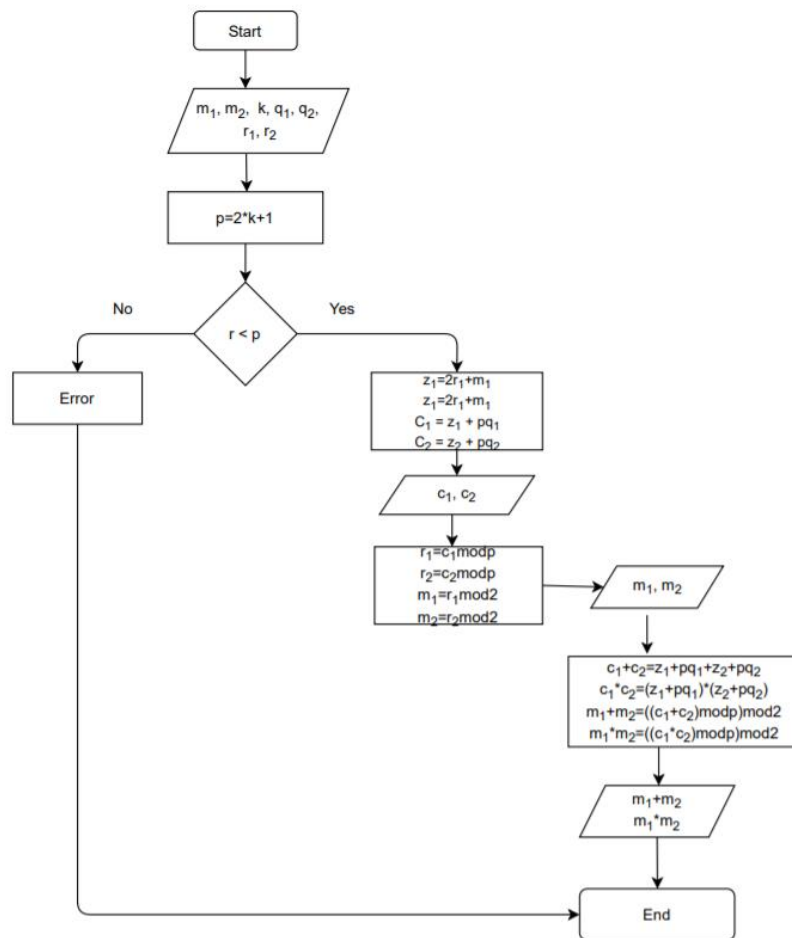 Start
m₁, m₂, k, q₁, q₂,
r₁, r₂
p=2*k+1
No
Yes
r < p
Error
z₁=2r₁+m₁
z₁=2r₁+m₁
C₁ = z₁ + pq₁
C₂ = z₂ + pq₂
c₁, c₂
r₁=c₁modp
r₂=c₂modp
m₁=r₁mod2
m₂=r₂mod2
m₁, m₂
c₁+c₂=z₁+pq₁+z₂+pq₂
c₁*c₂=(z₁+pq₁)*(z₂+pq₂)
m₁+m₂=((c₁+c₂)modp)mod2
m₁*m₂=((c₁*c₂)modp)mod2
m₁+m₂
m₁*m₂
End